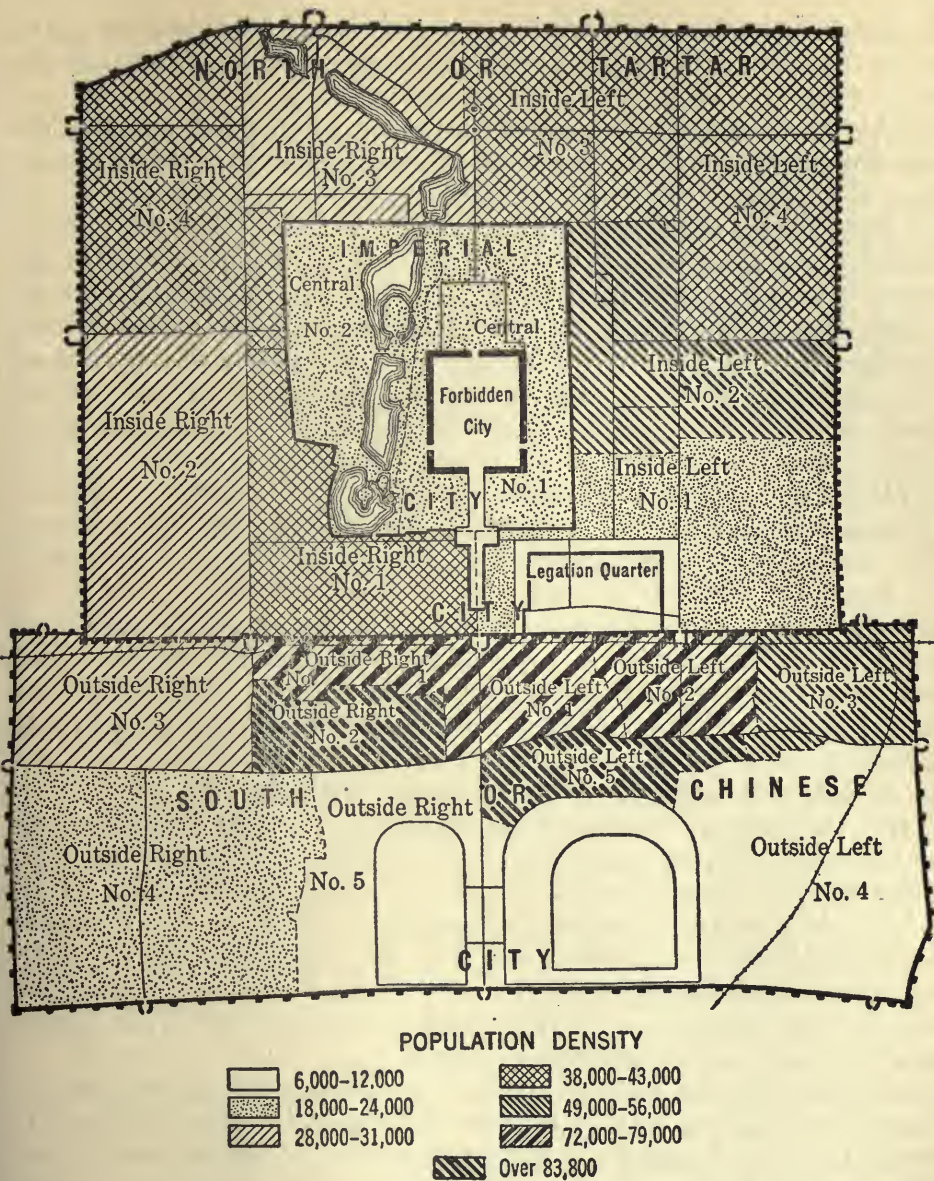 NORTH OR TARTAR
Inside Left
No. 3
Inside Right
No. 3
Inside Right
No. 4
Inside Left
No. 4
IMPERIAL
Central
No. 2
Central
Inside Left
No. 2
Forbidden
City
Inside Right
No. 2
Inside Left
No. 1
No. 1
CITY
Inside Right
No. 1
Legation Quarter
CITY
Outside Right
No. 1
Outside Right
No. 3
Outside Left
No. 1
Outside Left
No. 2
Outside Left
No. 3
Outside Right
No. 2
Outside Left
No. 5
SOUTH OR CHINESE
Outside Right
No. 5
Outside Right
No. 4
Outside Left
No. 4
CITY
POPULATION DENSITY
6,000-12,000
38,000-43,000
18,000-24,000
49,000-56,000
28,000-31,000
72,000-79,000
Over 83,800